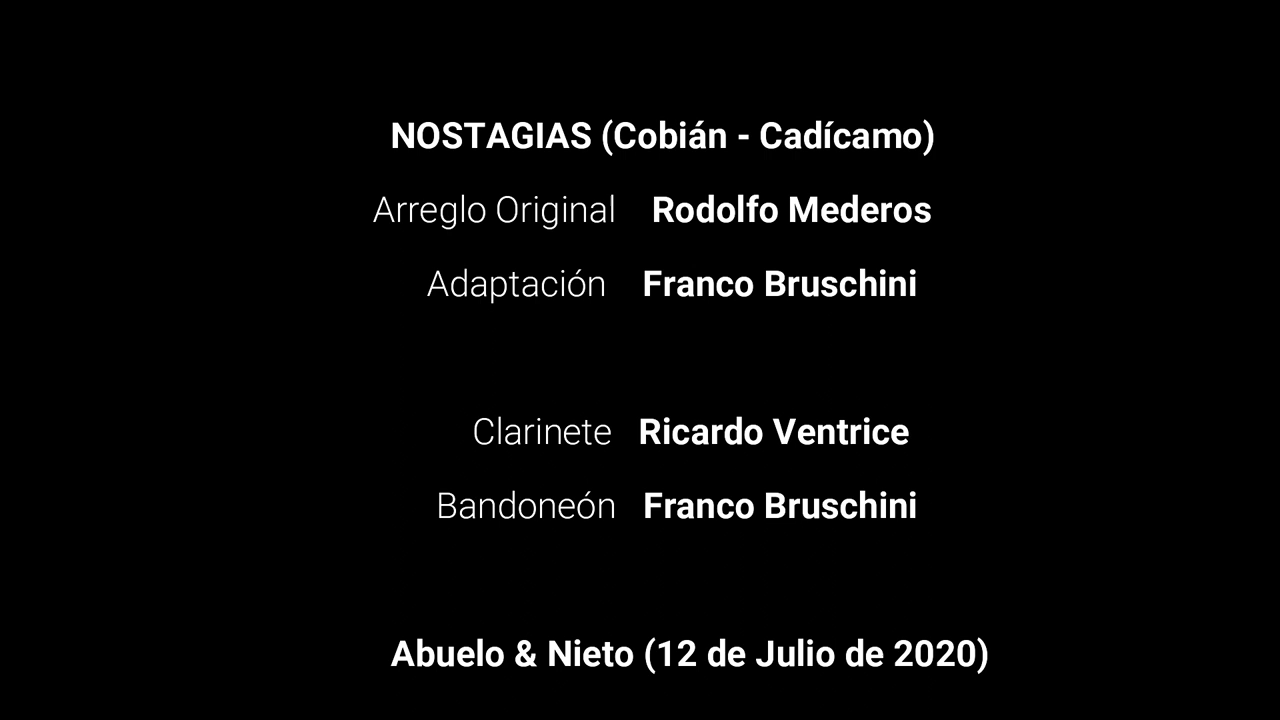 NOSTAGIAS (Cobián - Cadícamo)
Arreglo Original Rodolfo Mederos
Adaptación Franco Bruschini
Clarinete Ricardo Ventrice
Bandoneón Franco Bruschini
Abuelo & Nieto (12 de Julio de 2020)